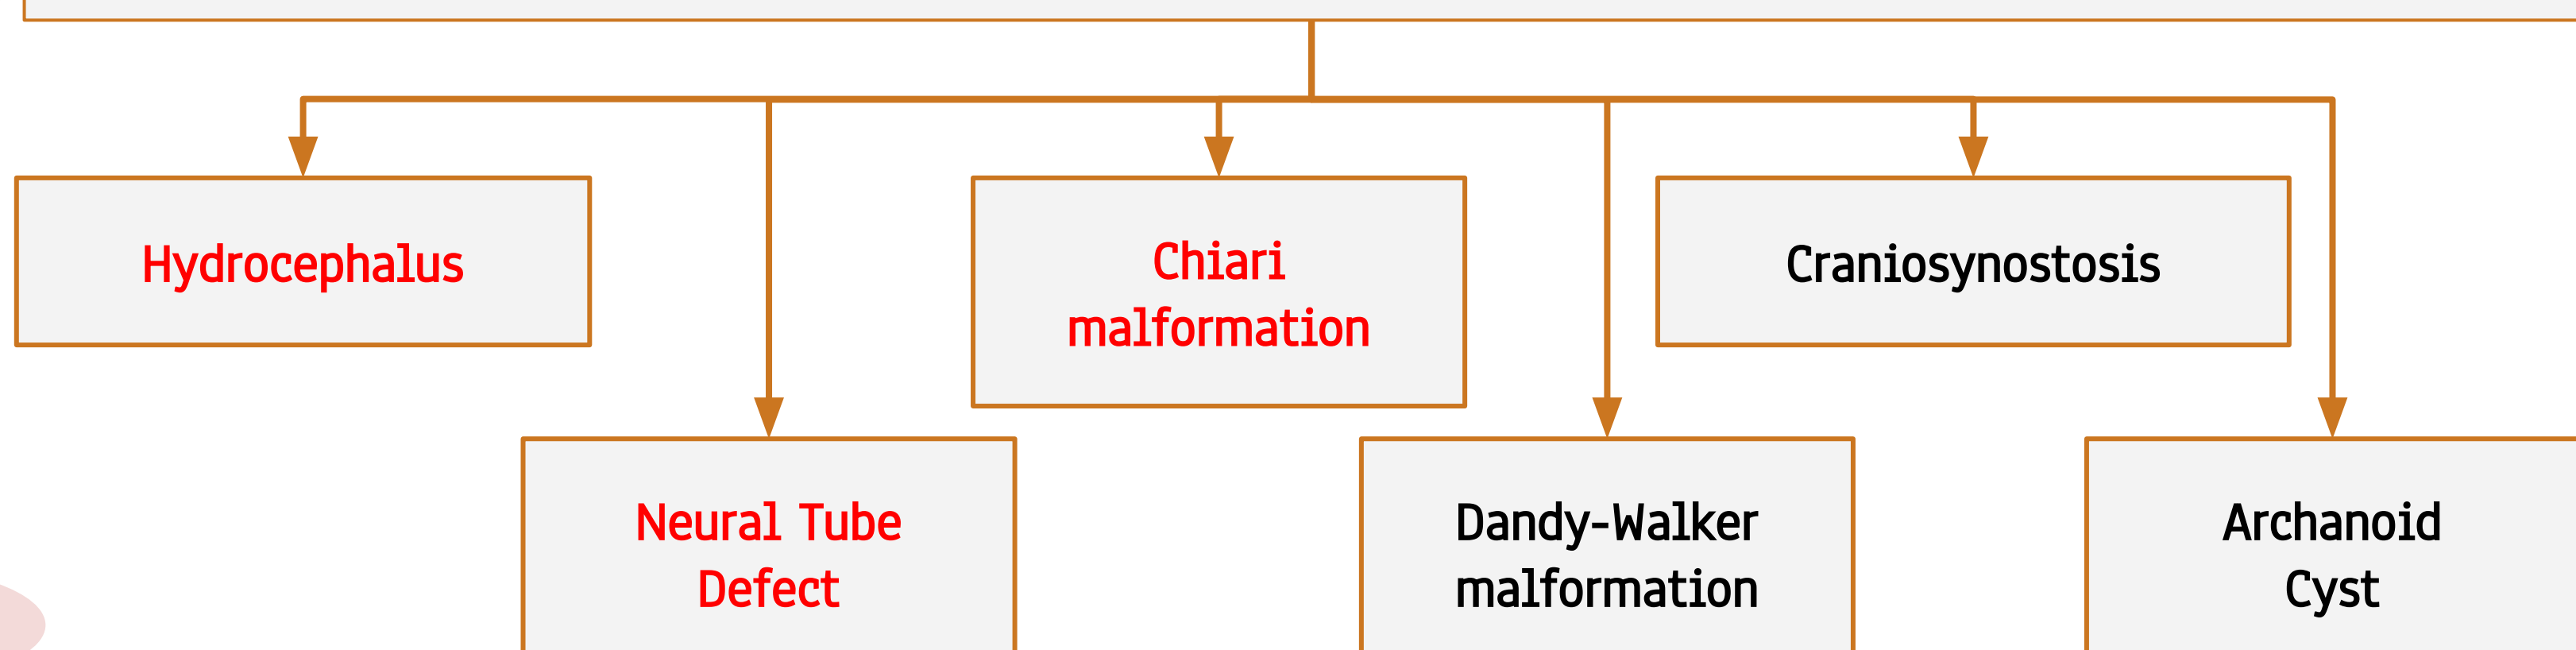 Hydrocephalus
Chiari
malformation
Craniosynostosis
Neural Tube
Defect
Dandy-Walker
malformation
Archanoid
Cyst